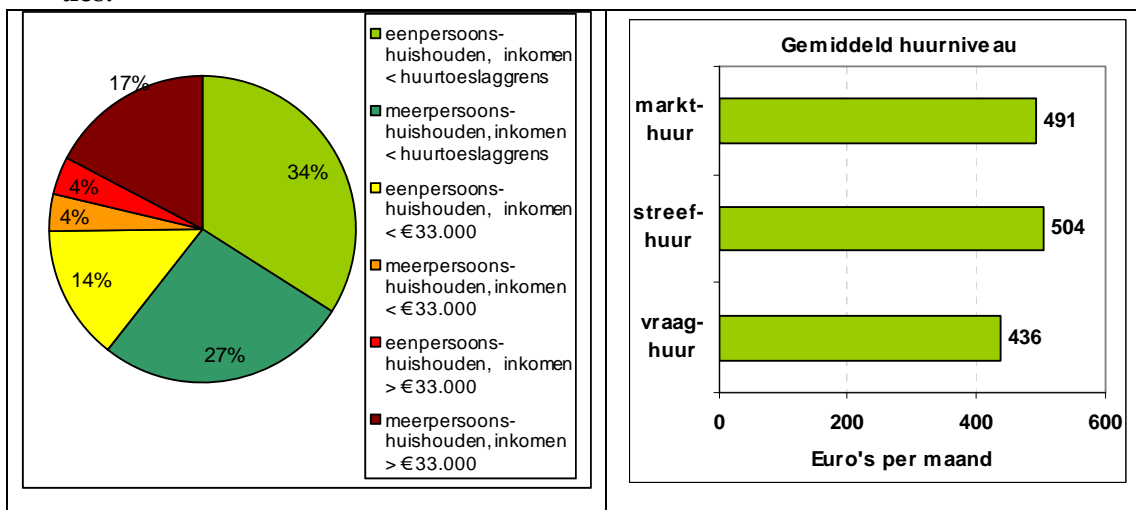 17%
34%
4%
4%
14%
27%
eenpersoons-
huishouden, inkomen
< huurtoeslaggrens
meerpersoons-
huishouden, inkomen
< huurtoeslaggrens
eenpersoons-
huishouden, inkomen
< €33.000
meerpersoons-
huishouden, inkomen
< €33.000
eenpersoons-
huishouden, inkomen
> €33.000
meerpersoons-
huishouden, inkomen
> €33.000
Gemiddeld huurniveau
markt-
huur
491
streef-
huur
504
vraag-
huur
436
0 200 400 600
Euro's per maand